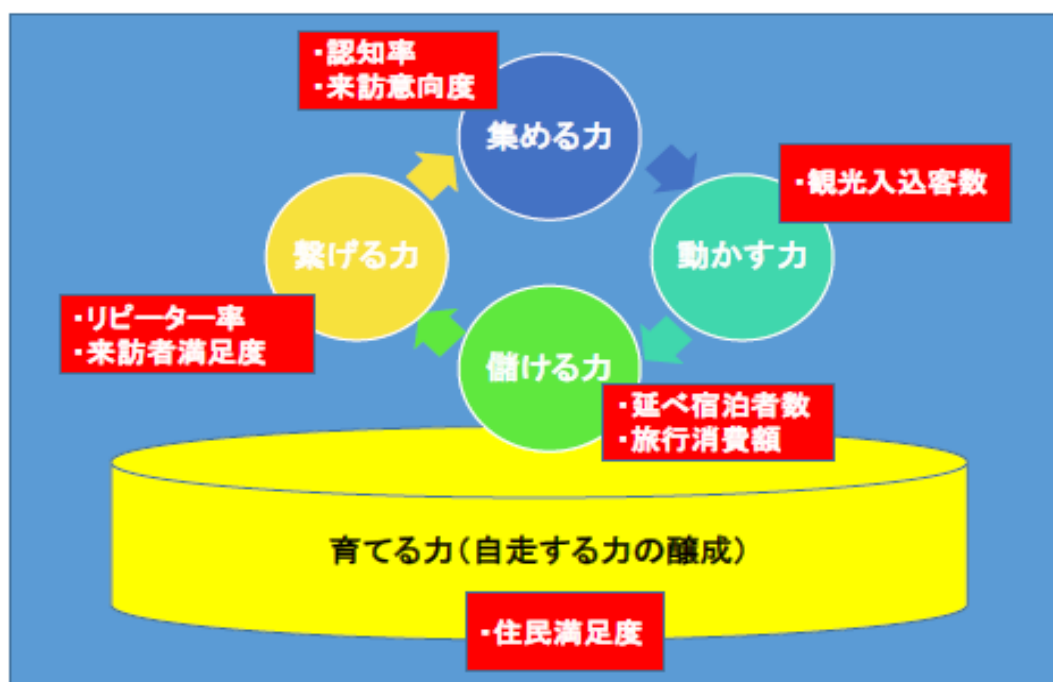 ・認知率
・来訪意向度
集める力
・観光入込客数
繋げる力
動かす力
・リピーター率
・来訪者満足度
儲ける力
・延べ宿泊者数
・旅行消費額
育てる力(自走する力の醸成)
・住民満足度